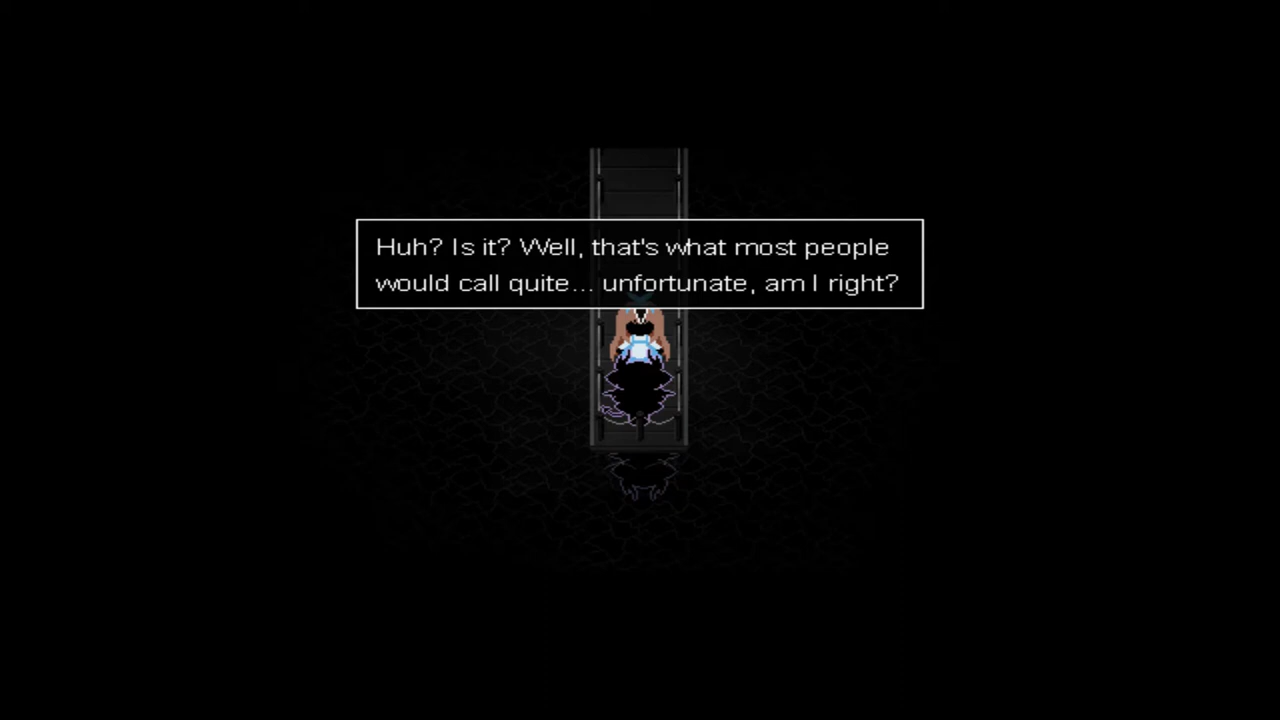 Huh? Is it? Well, that's what most people
would call quite... unfortunate, am I right?